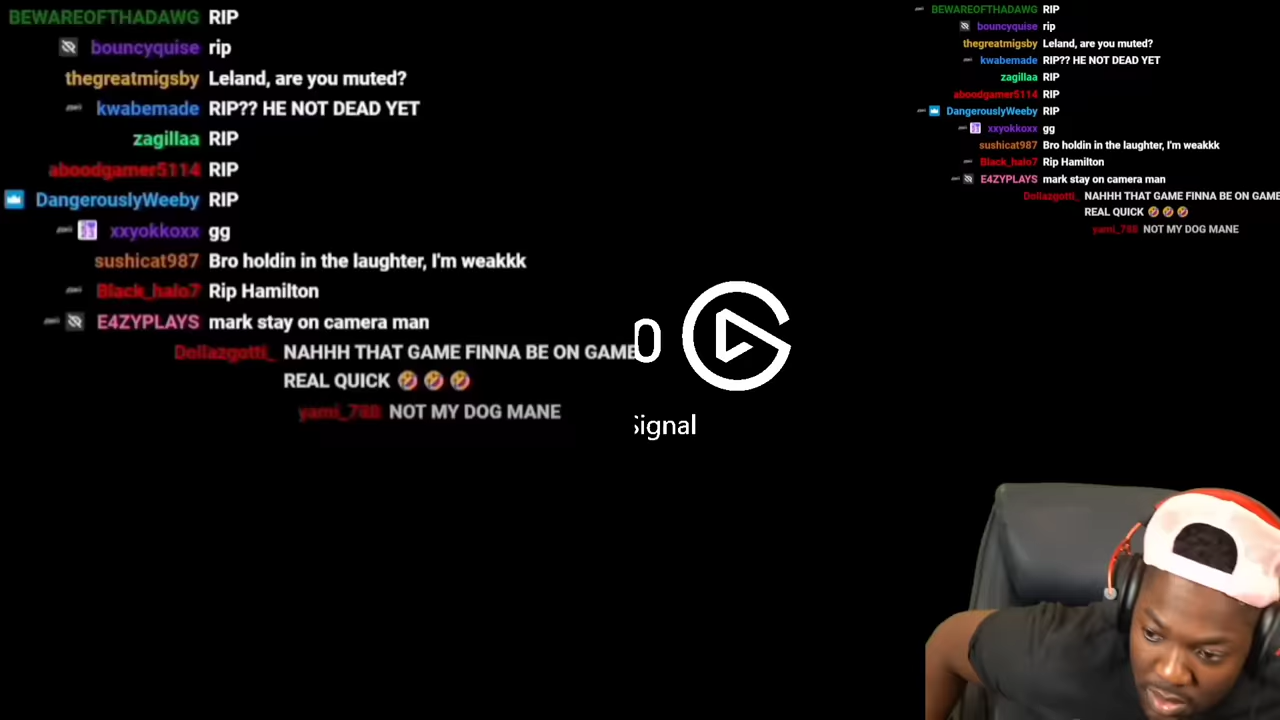 BEWAREOFTHADAWG RIP
bouncyquise rip
thegreatmigsby Leland, are you muted?
kwabemade RIP?? HE NOT DEAD YET
zagillaa RIP
aboodgamer5114 RIP
DangerouslyWeeby RIP
xxyokkoxx gg
sushicat987 Bro holdin in the laughter, I'm weakkk
Black_halo7 Rip Hamilton
E4ZYPLAYS mark stay on camera man
Dollazgotti_ NAHHH THAT GAME FINNA BE ON GAME
REAL QUICK 🤣 🤣 🤣
yami_788 NOT MY DOG MANE
Signal
BEWAREOFTHADAWG RIP
bouncyquise rip
thegreatmigsby Leland, are you muted?
kwabemade RIP?? HE NOT DEAD YET
zagillaa RIP
aboodgamer5114 RIP
DangerouslyWeeby RIP
xxyokkoxx gg
sushicat987 Bro holdin in the laughter, I'm weakkk
Black_halo7 Rip Hamilton
E4ZYPLAYS mark stay on camera man
Dollazgotti_ NAHHH THAT GAME FINNA BE ON GAME
REAL QUICK 🤣 🤣 🤣
yami_788 NOT MY DOG MANE